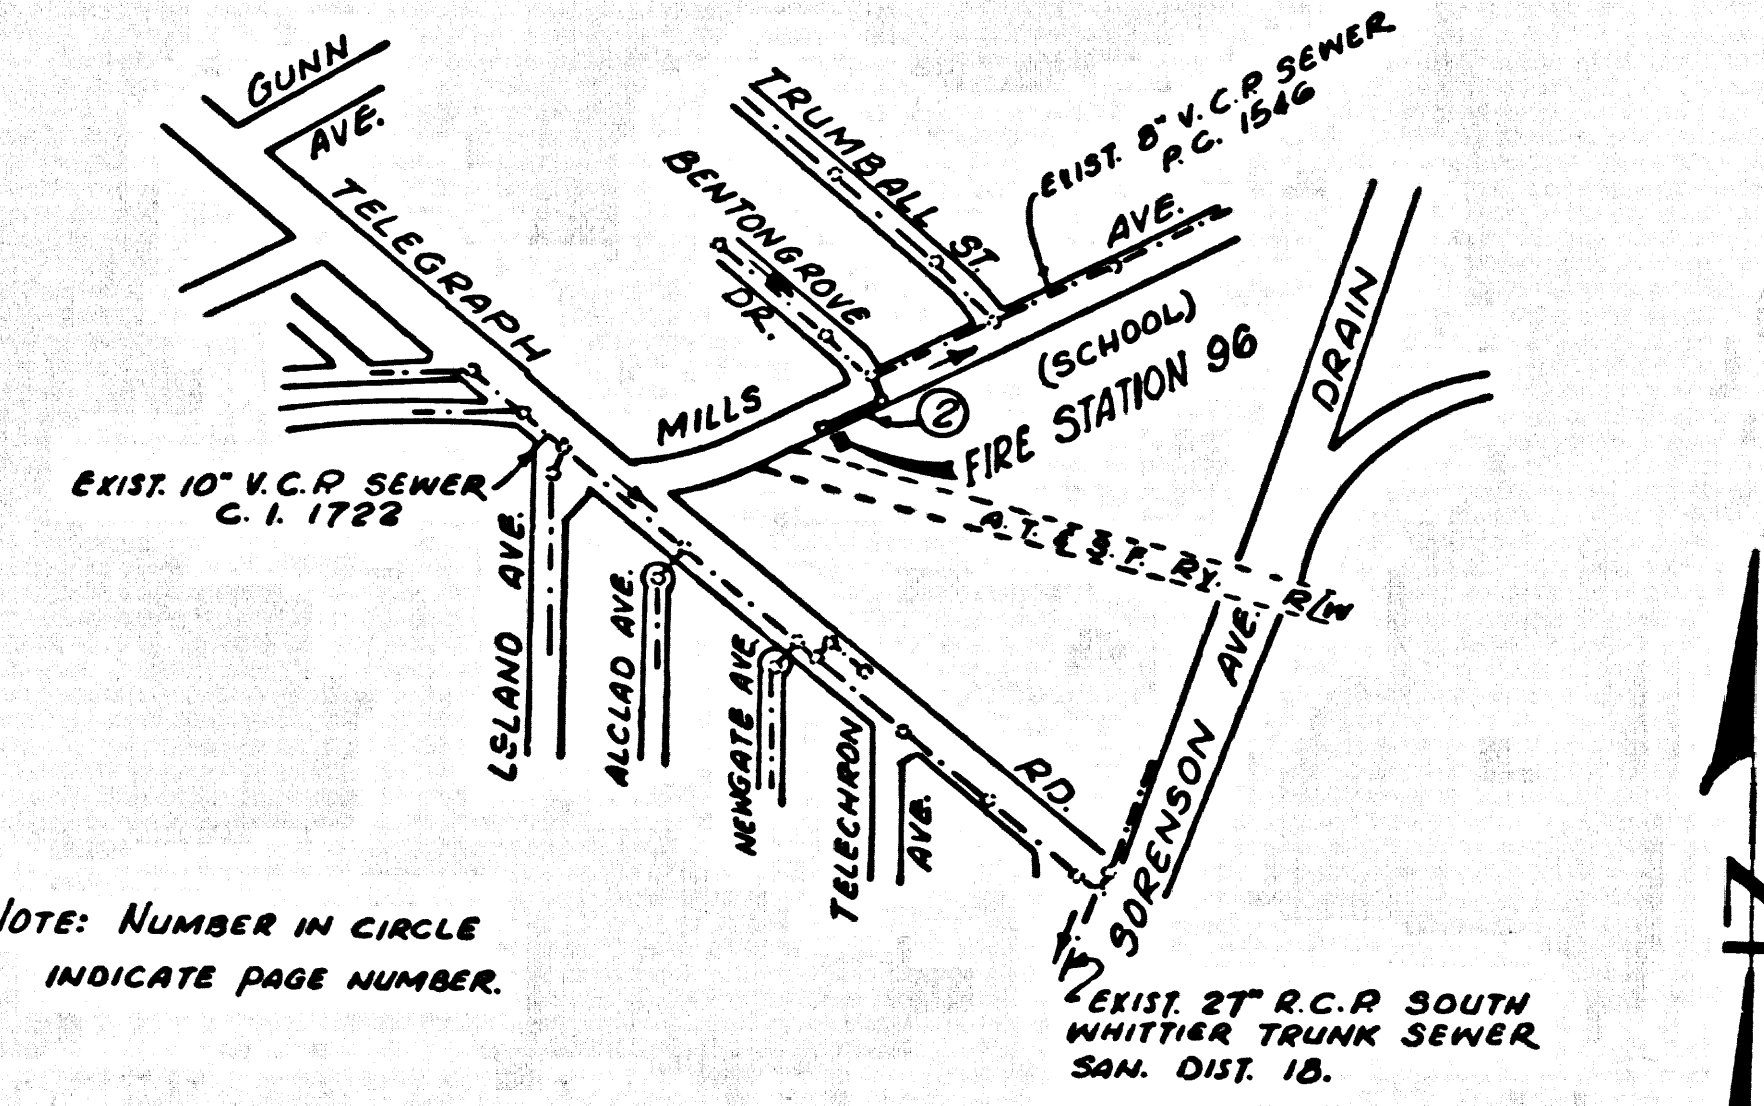 GUNN
AVE.
TELEGRAPH
TRUMBALL ST.
BENTONGROVE
DR.
EXIST. 8" V.C.P. SEWER
P.C. 1546
AVE.
MILLS
(SCHOOL)
FIRE STATION 96
2
DRAIN
EXIST. 10" V.C.P. SEWER
C.I. 1722
A.T. & S.F. RY.
R/W
ISLAND AVE.
ALCLAD AVE.
NEWGATE AVE.
TELECHRON
AVE.
RD.
SORENSON AVE.
NOTE: NUMBER IN CIRCLE
INDICATE PAGE NUMBER.
EXIST. 27" R.C.P. SOUTH
WHITTIER TRUNK SEWER
SAN. DIST. 18.